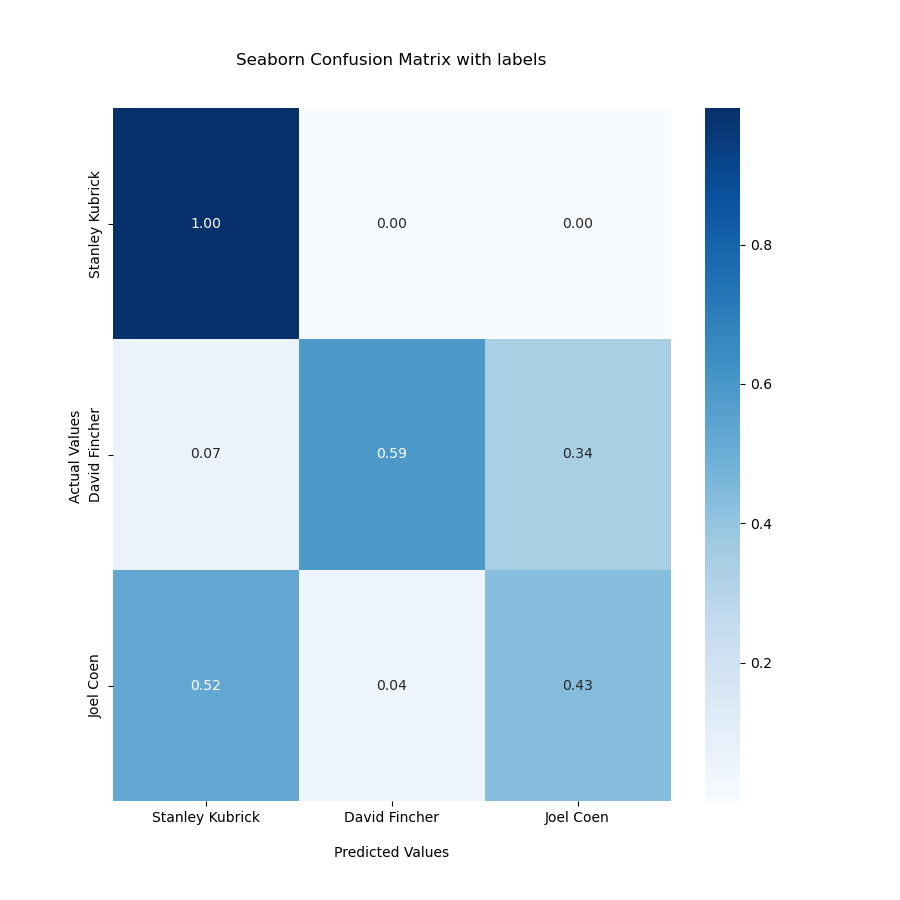 Seaborn Confusion Matrix with labels
Actual Values
Stanley Kubrick
1.00 0.00 0.00
David Fincher
0.07 0.59 0.34
Joel Coen
0.52 0.04 0.43
Stanley Kubrick David Fincher Joel Coen
Predicted Values
0.8
0.6
0.4
0.2